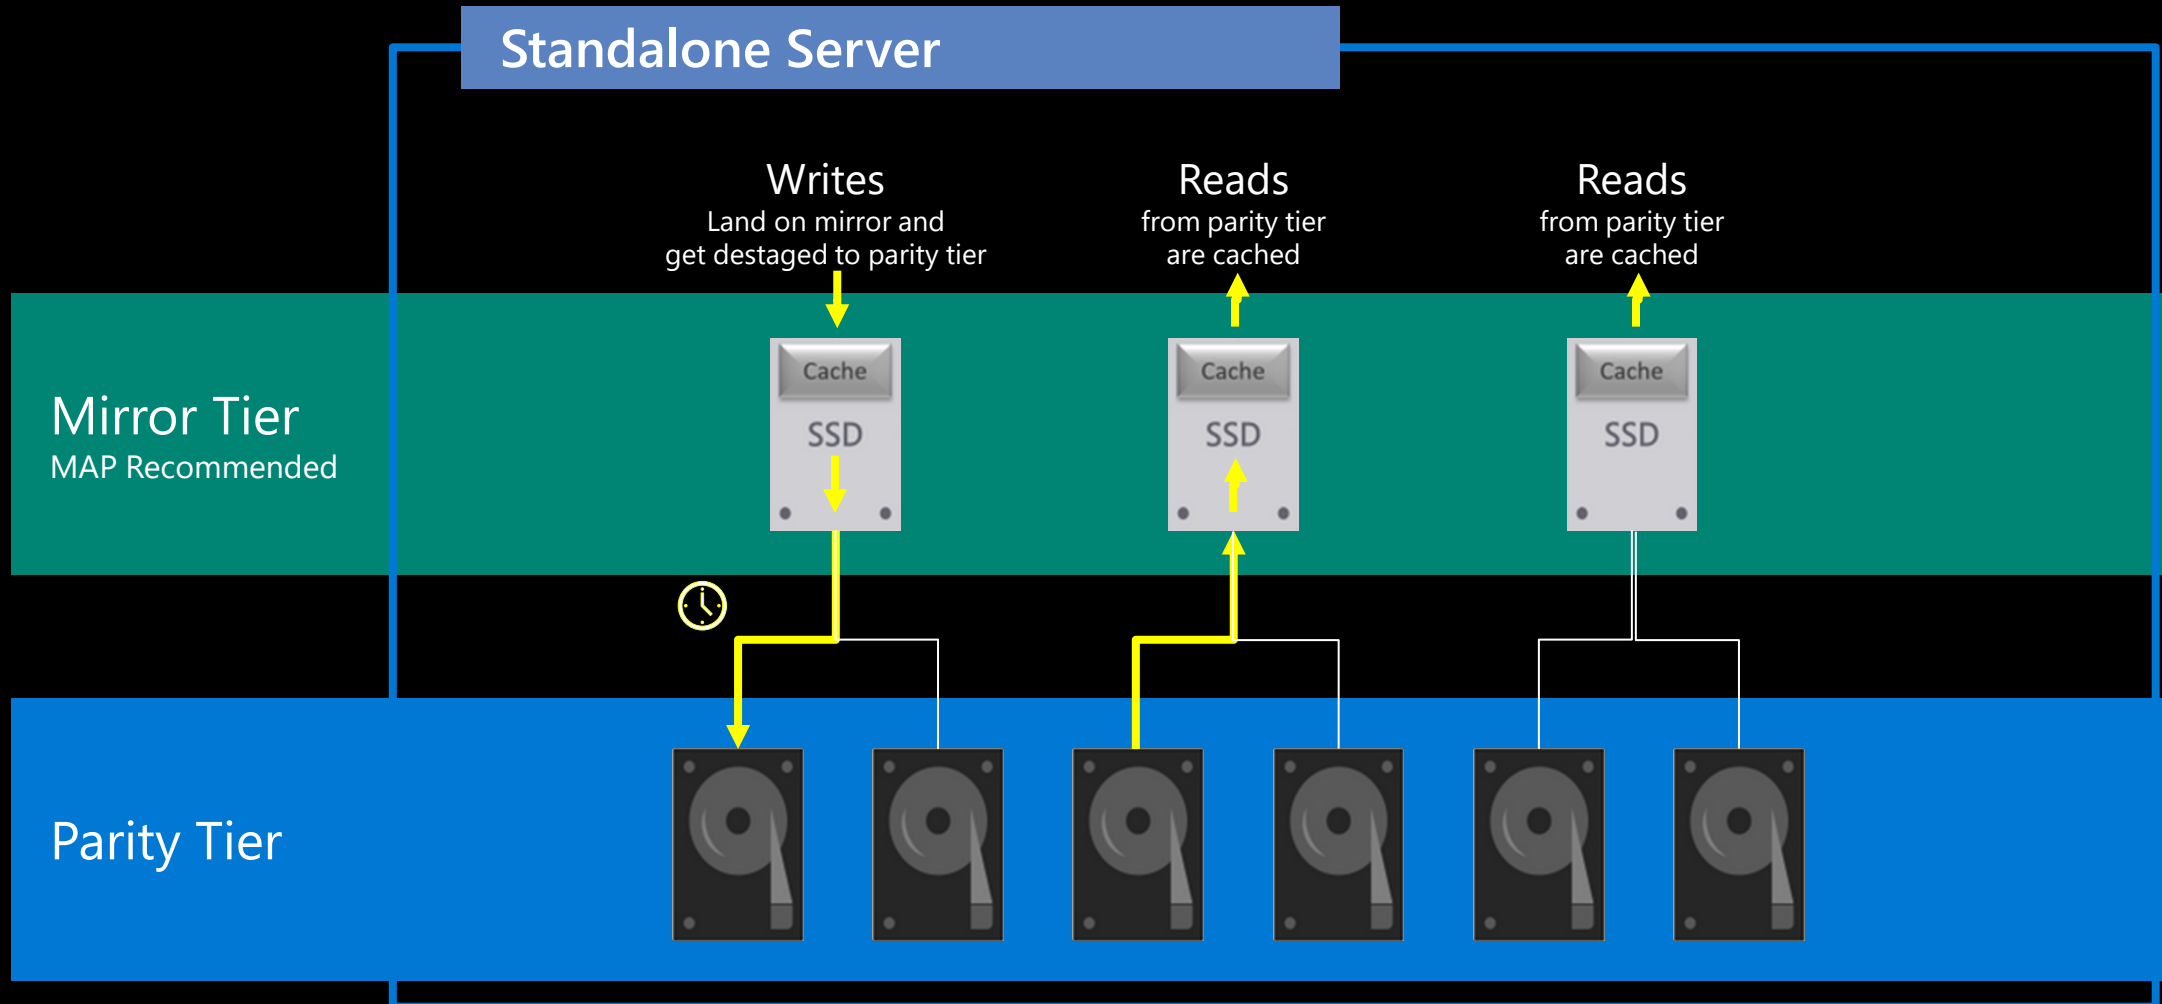 Standalone Server
Writes
Land on mirror and
get destaged to parity tier
Reads
from parity tier
are cached
Reads
from parity tier
are cached
Mirror Tier
MAP Recommended
Cache
SSD
Cache
SSD
Cache
SSD
Parity Tier